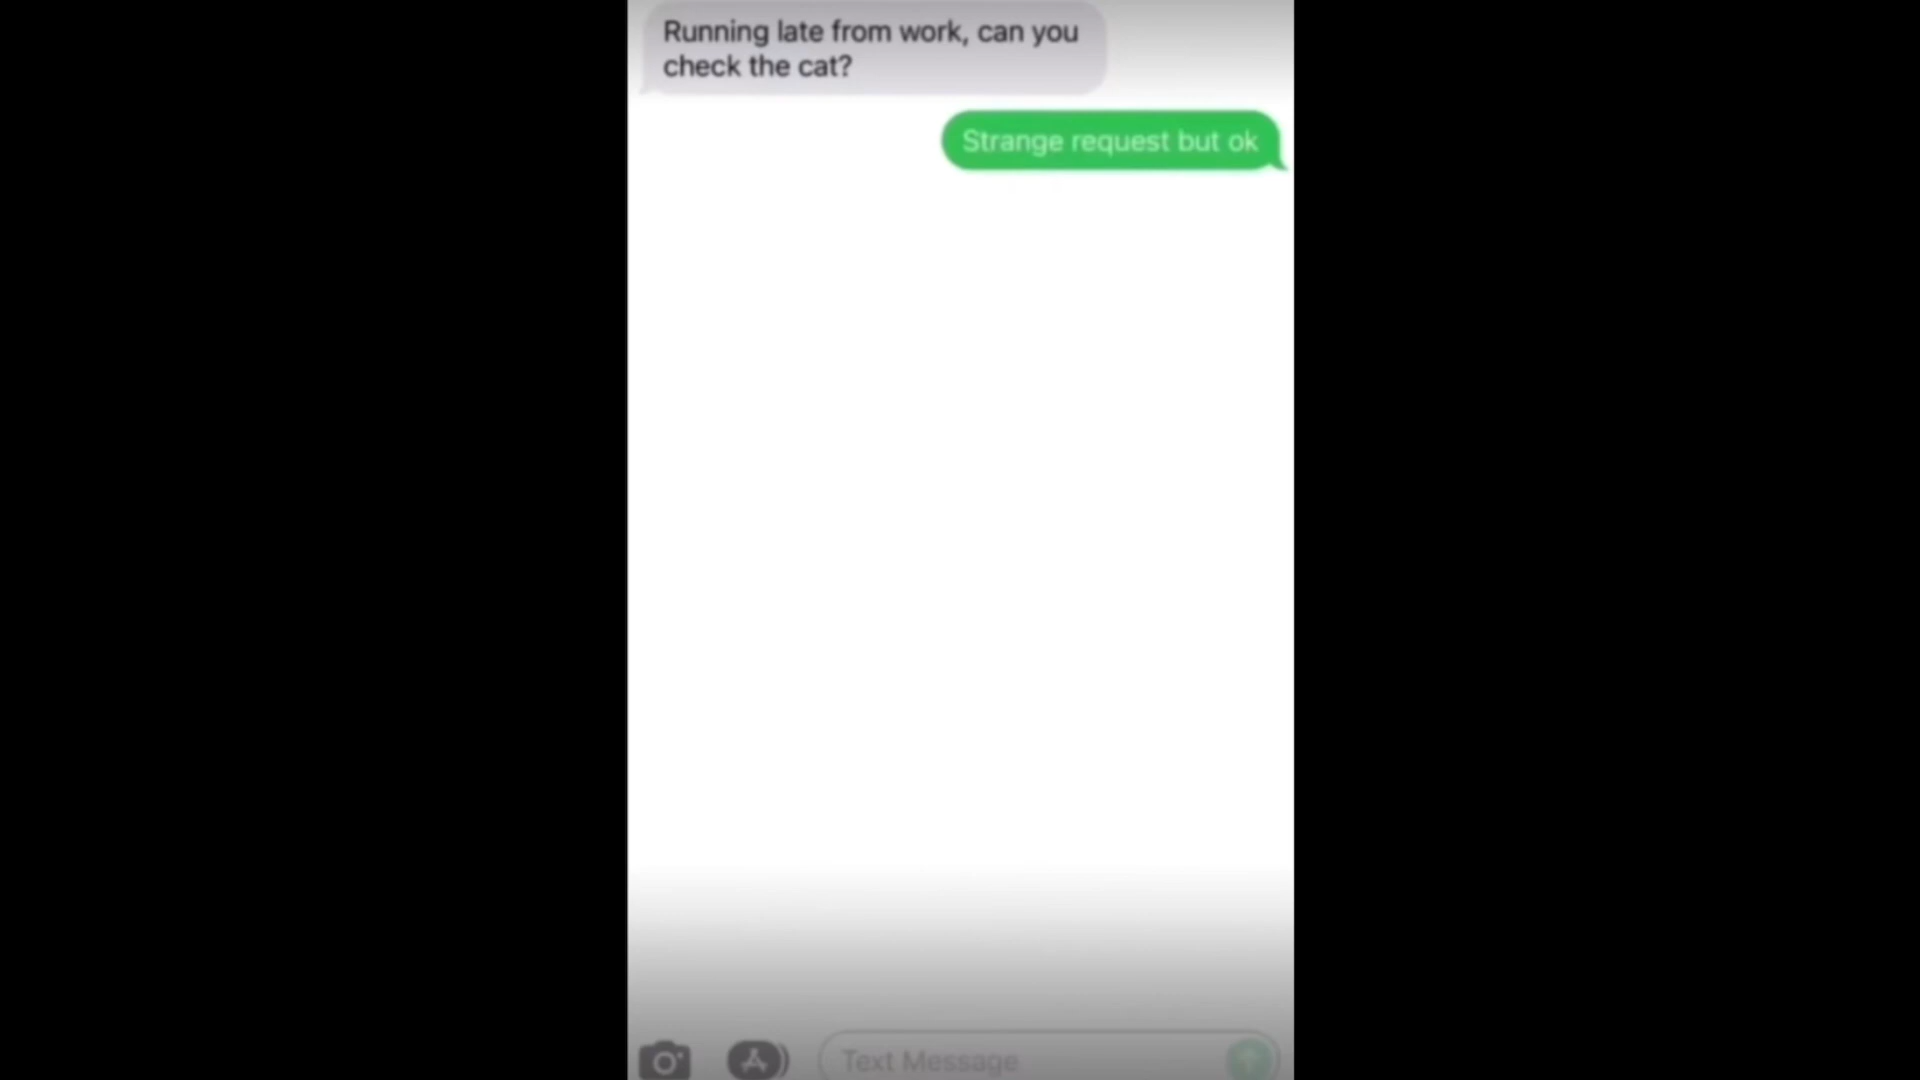 Running late from work, can you
check the cat?
Strange request but ok
Text Message